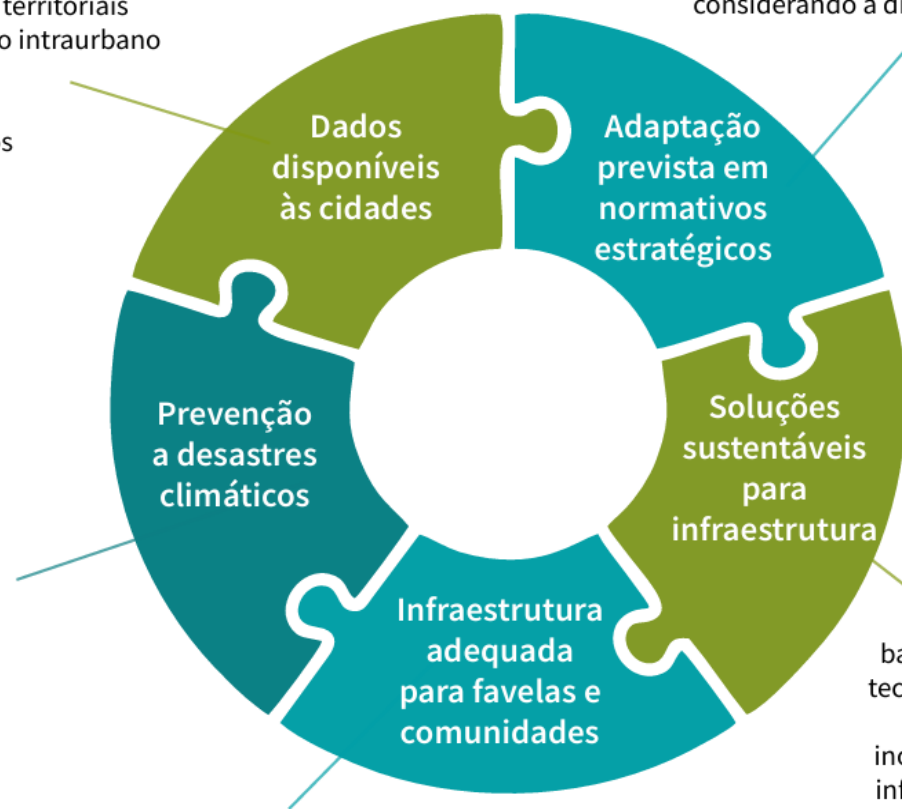 territoriais
o intraurbano
considerando a
Dados
disponíveis
às cidades
Adaptação
prevista em
normativos
estratégicos
Prevenção
a desastres
climáticos
Soluções
sustentáveis
para
infraestrutura
Infraestrutura
adequada
para favelas e
comunidades